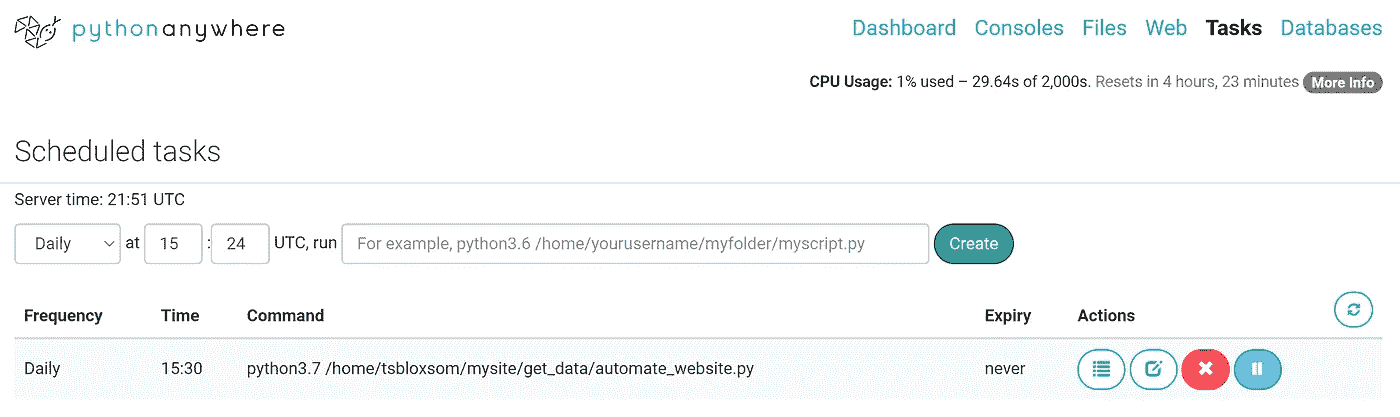 pythonanywhere Dashboard Consoles Files Web Tasks Databases
CPU Usage: 1% used – 29.64s of 2,000s. Resets in 4 hours, 23 minutes More Info
Scheduled tasks
Server time: 21:51 UTC
Daily at 15 : 24 UTC, run For example, python3.6 /home/yourusername/myfolder/myscript.py Create
Frequency Time Command Expiry Actions
Daily 15:30 python3.7 /home/tsbloxsom/mysite/get_data/automate_website.py never